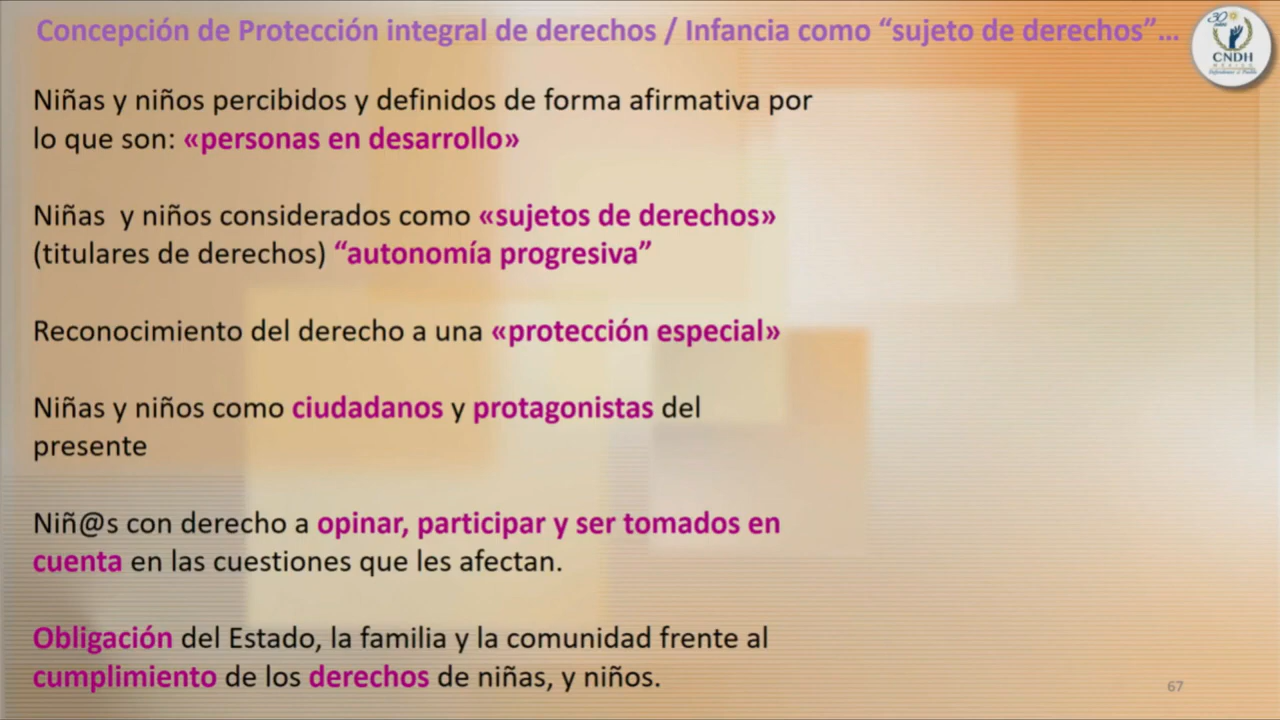 Concepción de Protección integral de derechos / Infancia como “sujeto de derechos”...
30
CNDH
MÉXICO
Niñas y niños percibidos y definidos de forma afirmativa por
lo que son: «personas en desarrollo»
Niñas y niños considerados como «sujetos de derechos»
(titulares de derechos) “autonomía progresiva”
Reconocimiento del derecho a una «protección especial»
Niñas y niños como ciudadanos y protagonistas del
presente
Niñ@s con derecho a opinar, participar y ser tomados en
cuenta en las cuestiones que les afectan.
Obligación del Estado, la familia y la comunidad frente al
cumplimiento de los derechos de niñas, y niños.
67